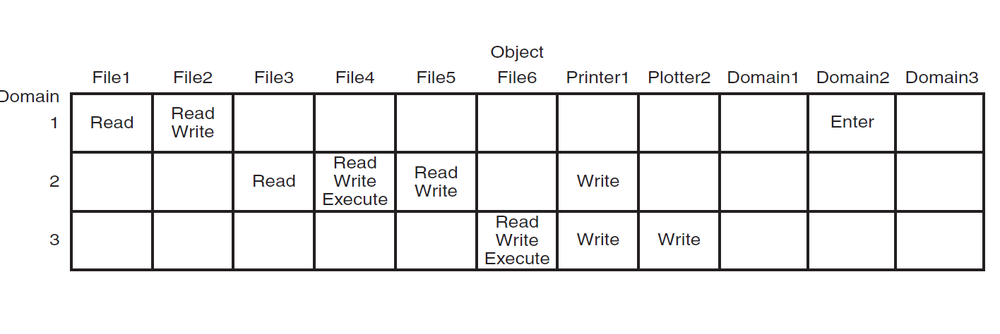 Object
File1 File2 File3 File4 File5 File6 Printer1 Plotter2 Domain1 Domain2 Domain3
Domain
1 Read Read Write Enter
2 Read Read Write Execute Read Write Write
3 Read Write Execute Write Write